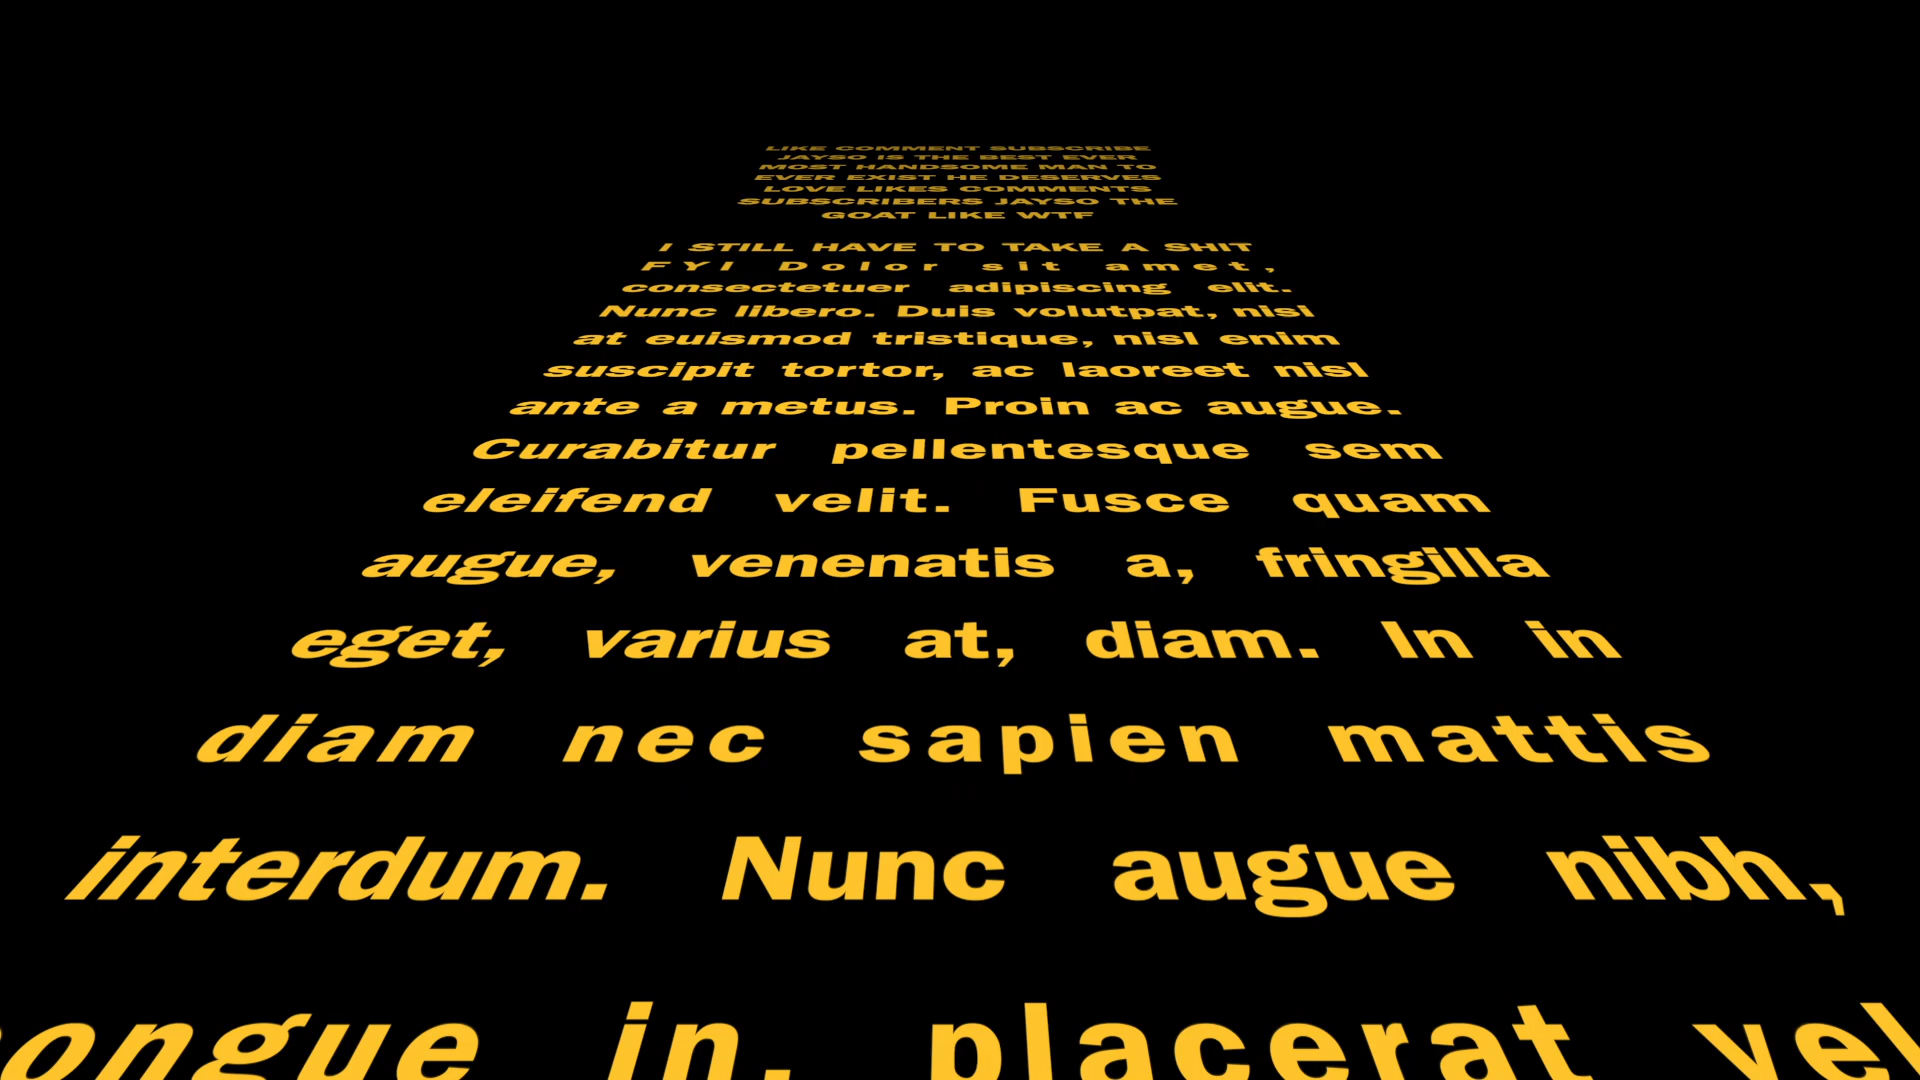 LIKE COMMENT SUBSCRIBE
JAYSO IS THE BEST EVER
MOST HANDSOME MAN TO
EVER EXIST HE DESERVES
LOVE LIKES COMMENTS
SUBSCRIBERS JAYSO THE
GOAT LIKE WTF
I STILL HAVE TO TAKE A SHIT
FYI Dolor sit amet,
consectetuer adipiscing elit.
Nunc libero. Duis volutpat, nisi
at euismod tristique, nisl enim
suscipit tortor, ac laoreet nisl
ante a metus. Proin ac augue.
Curabitur pellentesque sem
eleifend velit. Fusce quam
augue, venenatis a, fringilla
eget, varius at, diam. In in
diam nec sapien mattis
interdum. Nunc augue nibh,
ongue in, placerat vel